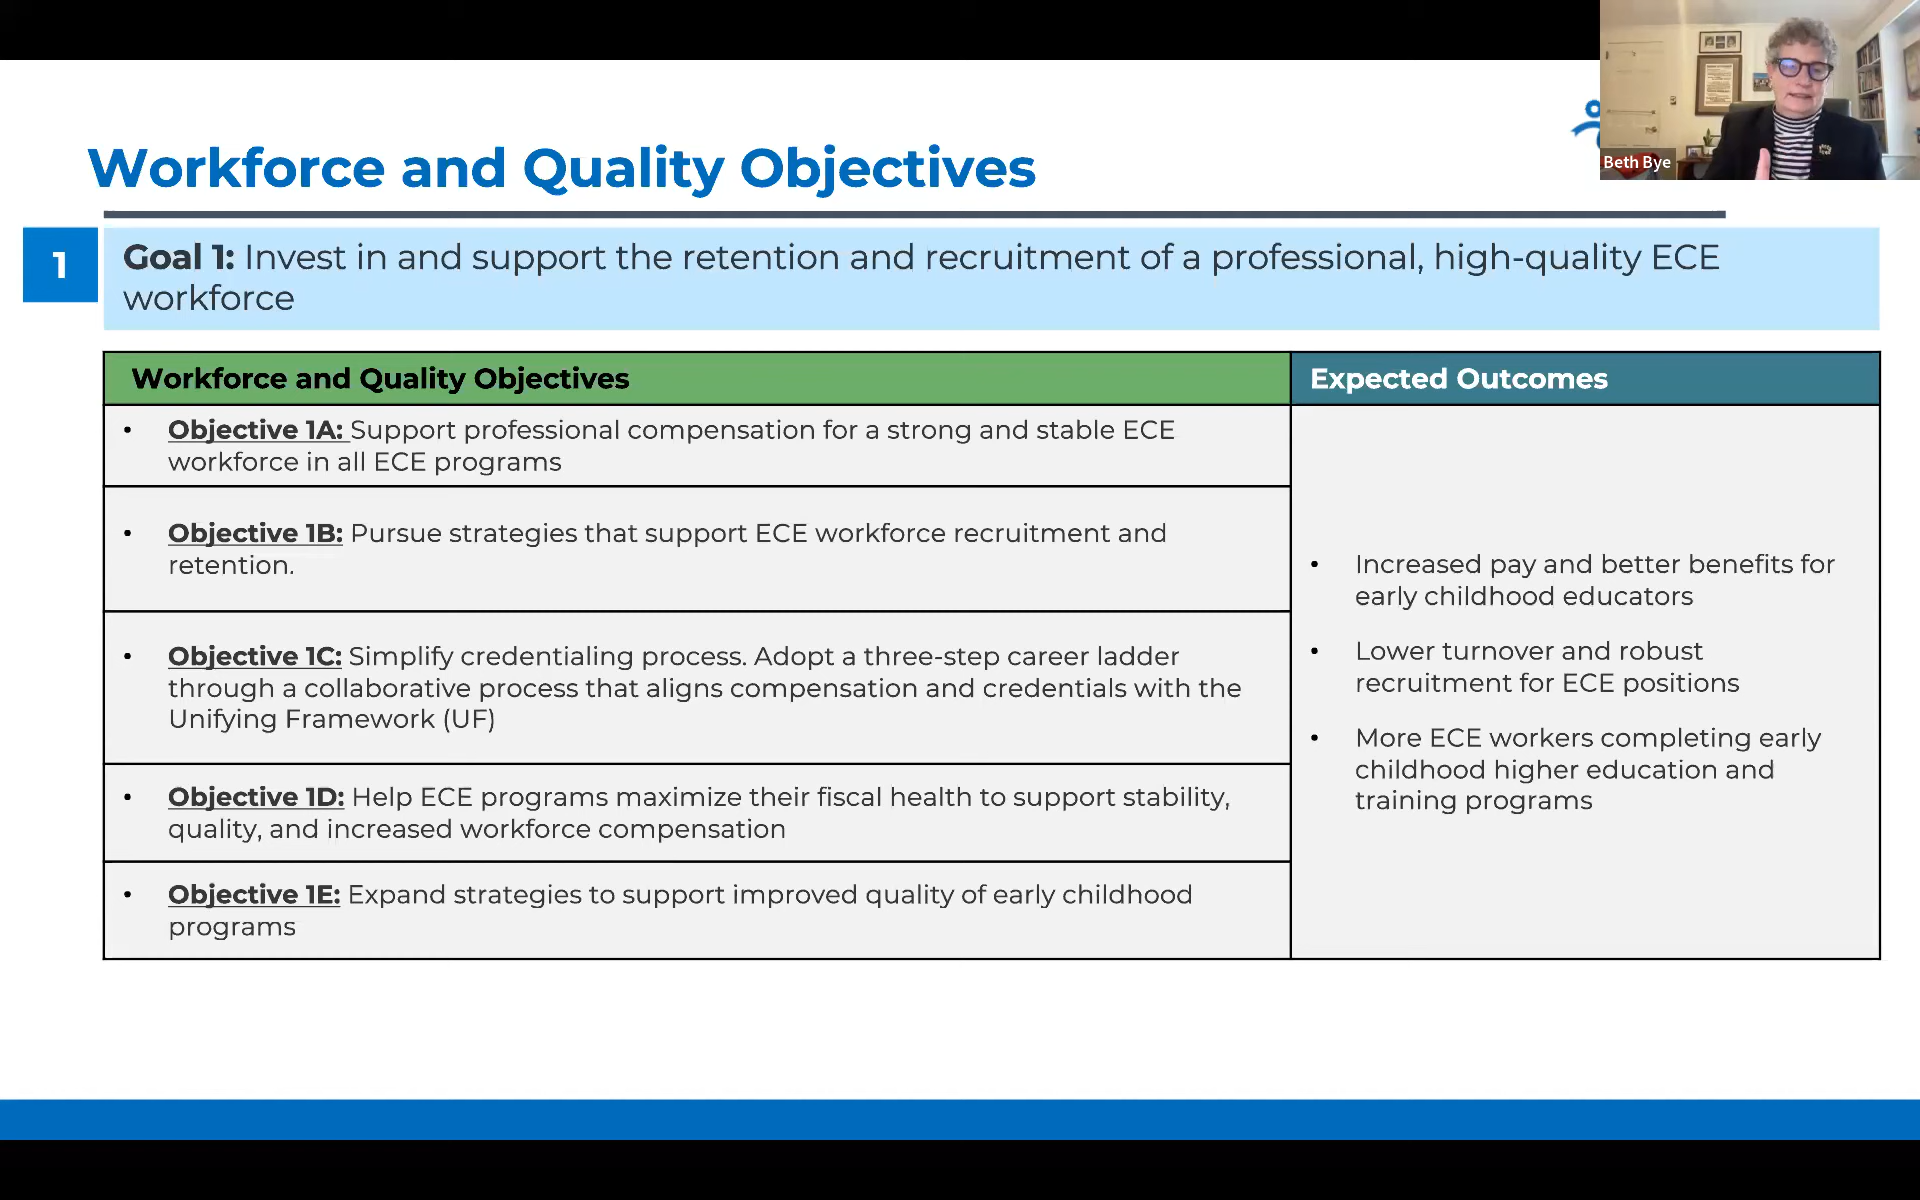 Beth Bye
Workforce and Quality Objectives
1
Goal 1: Invest in and support the retention and recruitment of a professional, high-quality ECE
workforce
Workforce and Quality Objectives
Expected Outcomes
• Objective 1A: Support professional compensation for a strong and stable ECE
workforce in all ECE programs
• Objective 1B: Pursue strategies that support ECE workforce recruitment and
retention.
• Objective 1C: Simplify credentialing process. Adopt a three-step career ladder
through a collaborative process that aligns compensation and credentials with the
Unifying Framework (UF)
• Objective 1D: Help ECE programs maximize their fiscal health to support stability,
quality, and increased workforce compensation
• Objective 1E: Expand strategies to support improved quality of early childhood
programs
• Increased pay and better benefits for
early childhood educators
• Lower turnover and robust
recruitment for ECE positions
• More ECE workers completing early
childhood higher education and
training programs